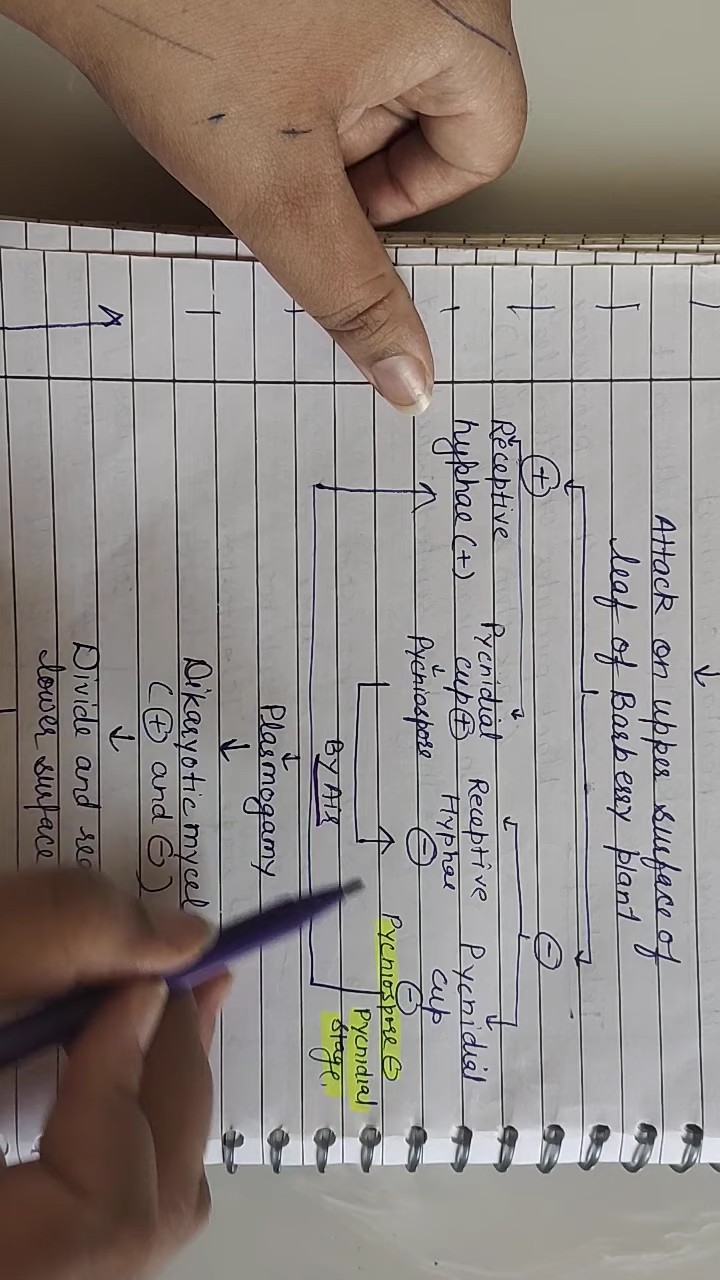 Attack on upper surface of
leaf of Barberry plant
(+) (-)
Receptive Pycnidial Receptive Pycnidial
hyphae (+) cup (+) Hyphae cup
Pycniospore (-) (-)
Pycniospore (-)
Pycnidial
Stage.
By Air
Plasmogamy
Dikaryotic mycel
((+) and (-))
Divide and rea
lower surface